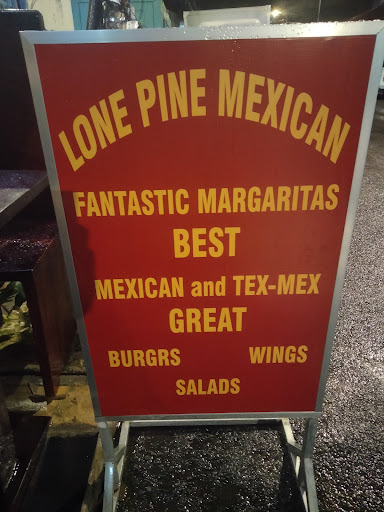 LONE PINE MEXICAN
FANTASTIC MARGARITAS
BEST
MEXICAN and TEX-MEX
GREAT
BURGRS WINGS
SALADS